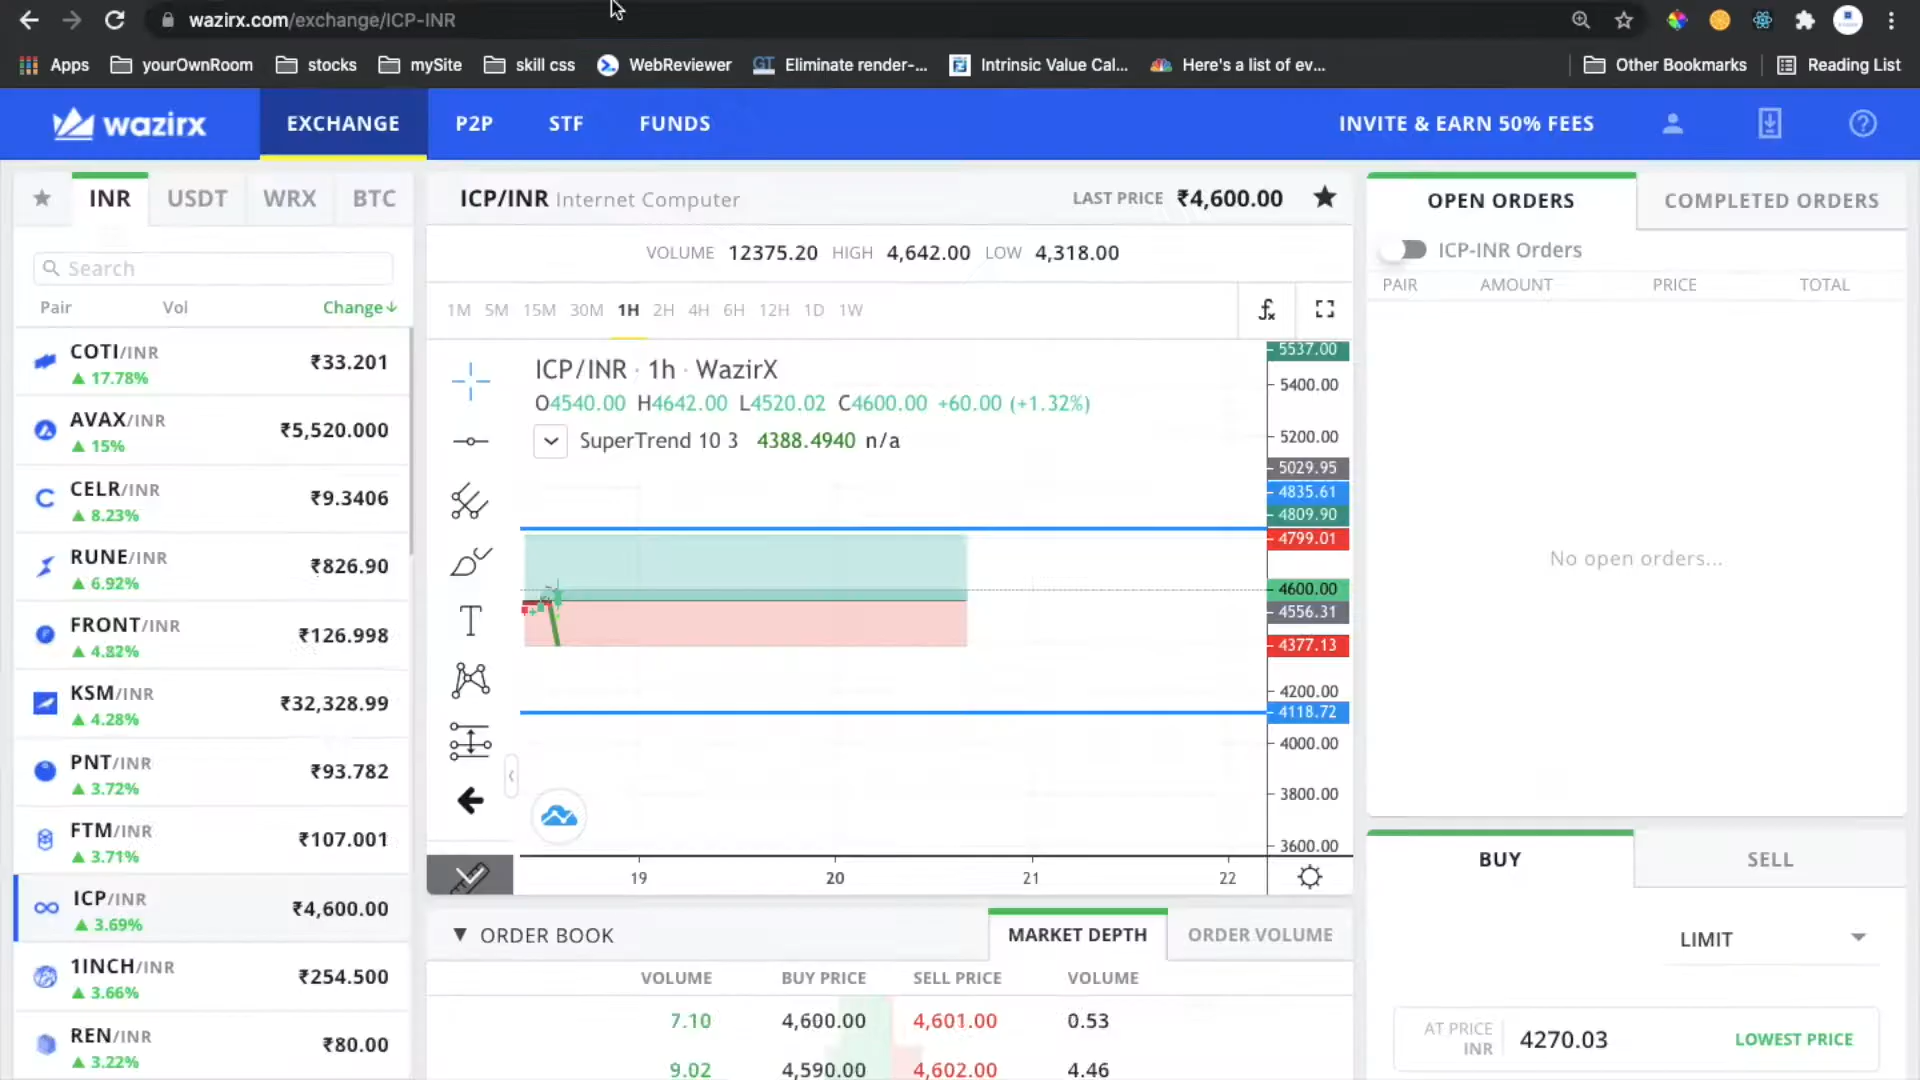 wazirx.com/exchange/ICP-INR
Apps yourOwnRoom stocks mySite skill css WebReviewer GT Eliminate render-... Intrinsic Value Cal... Here's a list of ev... Other Bookmarks Reading List
wazirx EXCHANGE P2P STF FUNDS INVITE & EARN 50% FEES
INR USDT WRX BTC
Search
Pair Vol Change
COTI/INR ₹33.201
17.78%
AVAX/INR ₹5,520.000
15%
CELR/INR ₹9.3406
8.23%
RUNE/INR ₹826.90
6.92%
FRONT/INR ₹126.998
4.82%
KSM/INR ₹32,328.99
4.28%
PNT/INR ₹93.782
3.72%
FTM/INR ₹107.001
3.71%
ICP/INR ₹4,600.00
3.69%
1INCH/INR ₹254.500
3.66%
REN/INR ₹80.00
3.22%
ICP/INR Internet Computer LAST PRICE ₹4,600.00
VOLUME 12375.20 HIGH 4,642.00 LOW 4,318.00
1M 5M 15M 30M 1H 2H 4H 6H 12H 1D 1W
ICP/INR · 1h · WazirX
O4540.00 H4642.00 L4520.02 C4600.00 +60.00 (+1.32%)
SuperTrend 10 3 4388.4940 n/a
5537.00
5400.00
5200.00
5029.95
4835.61
4809.90
4799.01
4600.00
4556.31
4377.13
4200.00
4118.72
4000.00
3800.00
3600.00
19 20 21 22
ORDER BOOK MARKET DEPTH ORDER VOLUME
VOLUME BUY PRICE SELL PRICE VOLUME
7.10 4,600.00 4,601.00 0.53
9.02 4,590.00 4,602.00 4.46
OPEN ORDERS COMPLETED ORDERS
ICP-INR Orders
PAIR AMOUNT PRICE TOTAL
No open orders...
BUY SELL
LIMIT
AT PRICE
INR 4270.03 LOWEST PRICE